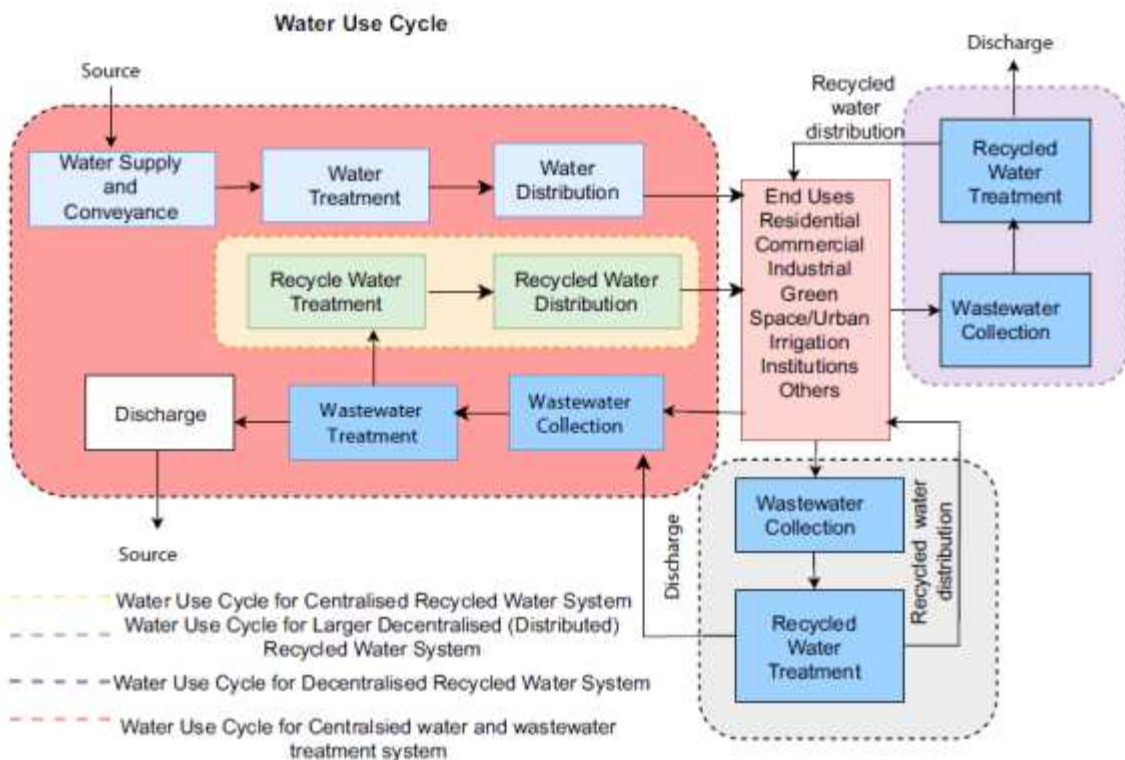 Water Use Cycle
Source
Discharge
Recycled
water
distribution
Water Supply
and
Conveyance
Water
Treatment
Water
Distribution
Recycle Water
Treatment
Recycled Water
Distribution
Discharge
Wastewater
Treatment
Wastewater
Collection
Source
End Uses
Residential
Commercial
Industrial
Green
Space/Urban
Irrigation
Institutions
Others
Recycled
Water
Treatment
Wastewater
Collection
Wastewater
Collection
Recycled
Water
Treatment
Discharge
Recycled water
distribution
Water Use Cycle for Centralised Recycled Water System
Water Use Cycle for Larger Decentralised (Distributed)
Recycled Water System
Water Use Cycle for Decentralised Recycled Water System
Water Use Cycle for Centralsied water and wastewater
treatment system